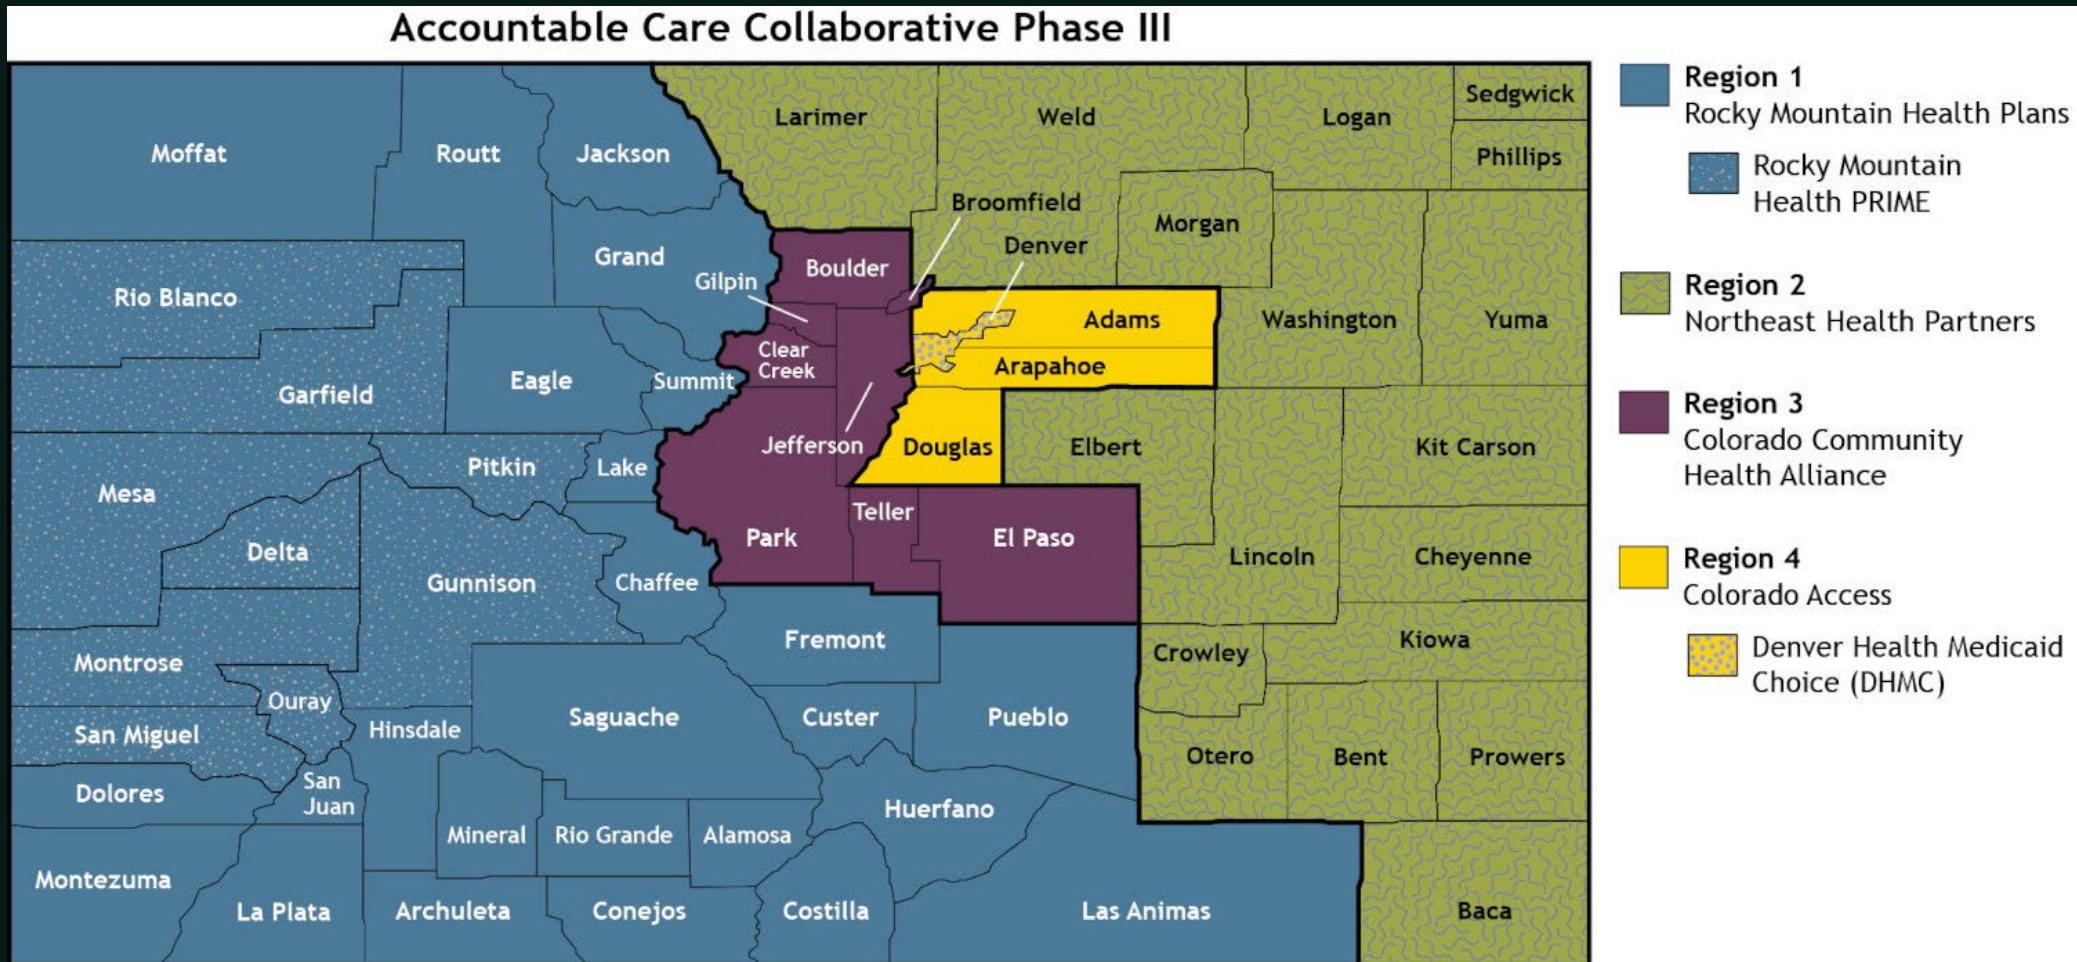 Accountable Care Collaborative Phase III
Moffat
Routt
Jackson
Larimer
Weld
Logan
Sedgwick
Phillips
Rio Blanco
Grand
Gilpin
Boulder
Broomfield
Denver
Morgan
Washington
Yuma
Garfield
Eagle
Summit
Clear
Creek
Adams
Arapahoe
Jefferson
Douglas
Elbert
Kit Carson
Mesa
Pitkin
Lake
Delta
Gunnison
Chaffee
Park
Teller
El Paso
Lincoln
Cheyenne
Montrose
Ouray
Fremont
Crowley
Kiowa
San Miguel
Hinsdale
Saguache
Custer
Pueblo
Otero
Bent
Prowers
Dolores
San
Juan
Mineral
Rio Grande
Alamosa
Huerfano
Montezuma
La Plata
Archuleta
Conejos
Costilla
Las Animas
Baca
Region 1
Rocky Mountain Health Plans
Rocky Mountain
Health PRIME
Region 2
Northeast Health Partners
Region 3
Colorado Community
Health Alliance
Region 4
Colorado Access
Denver Health Medicaid
Choice (DHMC)